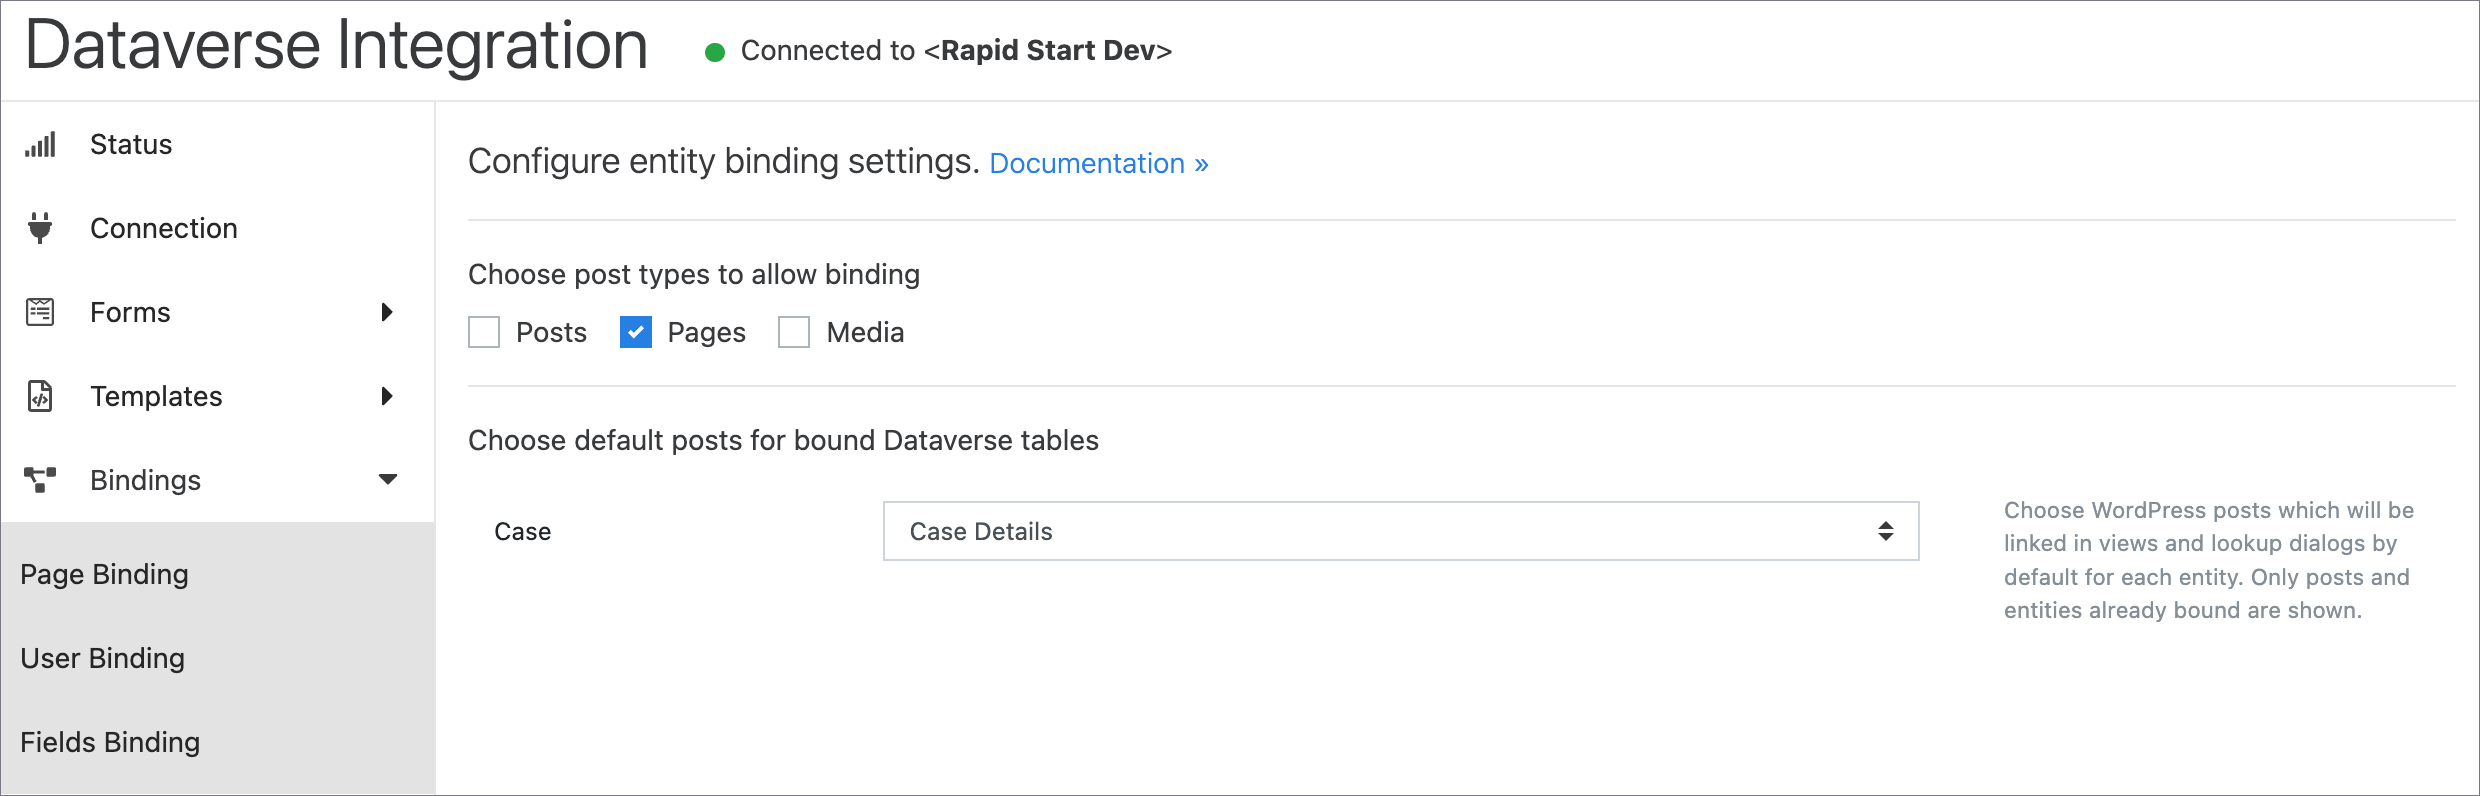 Dataverse Integration
Connected to <Rapid Start Dev>
Status
Connection
Forms
Templates
Bindings
Page Binding
User Binding
Fields Binding
Configure entity binding settings. Documentation »
Choose post types to allow binding
Posts Pages Media
Choose default posts for bound Dataverse tables
Case
Case Details
Choose WordPress posts which will be
linked in views and lookup dialogs by
default for each entity. Only posts and
entities already bound are shown.